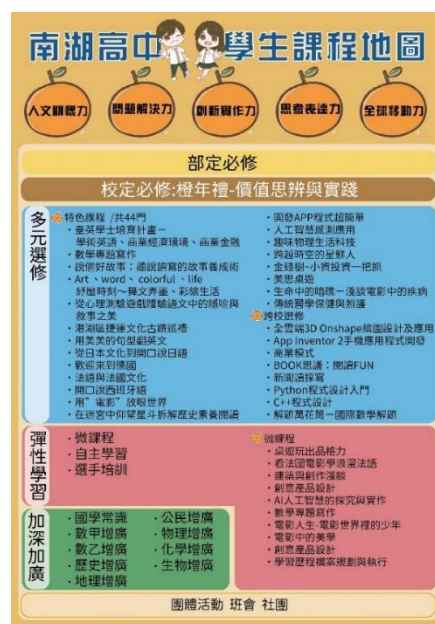 南湖高中學生課程地圖
人文關懷力
問題解決力
創新實作力
思考表達力
全球移動力
部定必修
校定必修:橙年禮-價值思辨與實踐
多元選修
特色課程 /共44門
・臺英學士培育計畫－
學術英語、商業經濟環境、商業金融
・數學專題寫作
・說個好故事：聽說讀寫的故事養成術
・Art、word、colorful、life
紓壓時刻～舞文弄畫、彩繪生活
・從心理測驗遊戲體驗語文中的感喻與
敘事之美
・港湖區捷運文化古蹟巡禮
・用美美的句型劃英文
・從日本文化到開口說日語
・歡迎來到德國
・法語與法國文化
・開口說西班牙語
・用"電影"放眼世界
・在迷宮中仰望星斗拆解歷史素養閱讀
・開發APP程式超簡單
・人工智慧感測應用
・趣味物理生活科技
・跨越時空的星鮮人
・金錢樹~小資投資一把抓
・美思桌遊
・生命中的暗礁－淺談電影中的疾病
・傳統醫學保健與照護
跨校選修
・全雲端3D Onshape繪圖設計及應用
・App Inventor 2手機應用程式開發
・商業模式
・BOOK思議：閱讀FUN
・新聞讀探寫
・Python程式設計入門
・C++程式設計
・解題萬花筒－國際數學解題
彈性學習
・微課程
・自主學習
・選手培訓
微課程
・桌遊玩出品格力
・看法國電影學浪漫法語
・建築與創作淺談
・創意產品設計
・AI人工智慧的探究與實作
・數學專題寫作
・電影人生-電影世界裡的少年
・電影中的美學
・創意產品設計
・學習歷程檔案規劃與執行
加深加廣
・國學常識
・數甲增廣
・數乙增廣
・歷史增廣
・地理增廣
・公民增廣
・物理增廣
・化學增廣
・生物增廣
團體活動 班會 社團